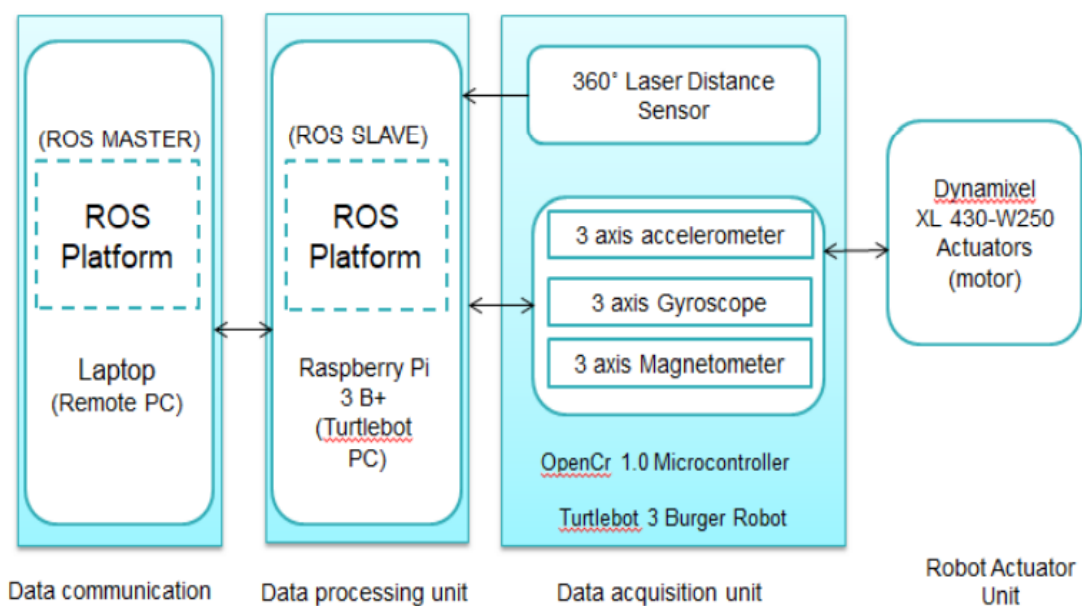 (ROS MASTER)
ROS
Platform
Laptop
(Remote PC)
Data communication
(ROS SLAVE)
ROS
Platform
Raspberry Pi
3 B+
(Turtlebot
PC)
Data processing unit
360° Laser Distance
Sensor
3 axis accelerometer
3 axis Gyroscope
3 axis Magnetometer
OpenCr 1.0 Microcontroller
Turtlebot 3 Burger Robot
Data acquisition unit
Dynamixel
XL 430-W250
Actuators
(motor)
Robot Actuator
Unit